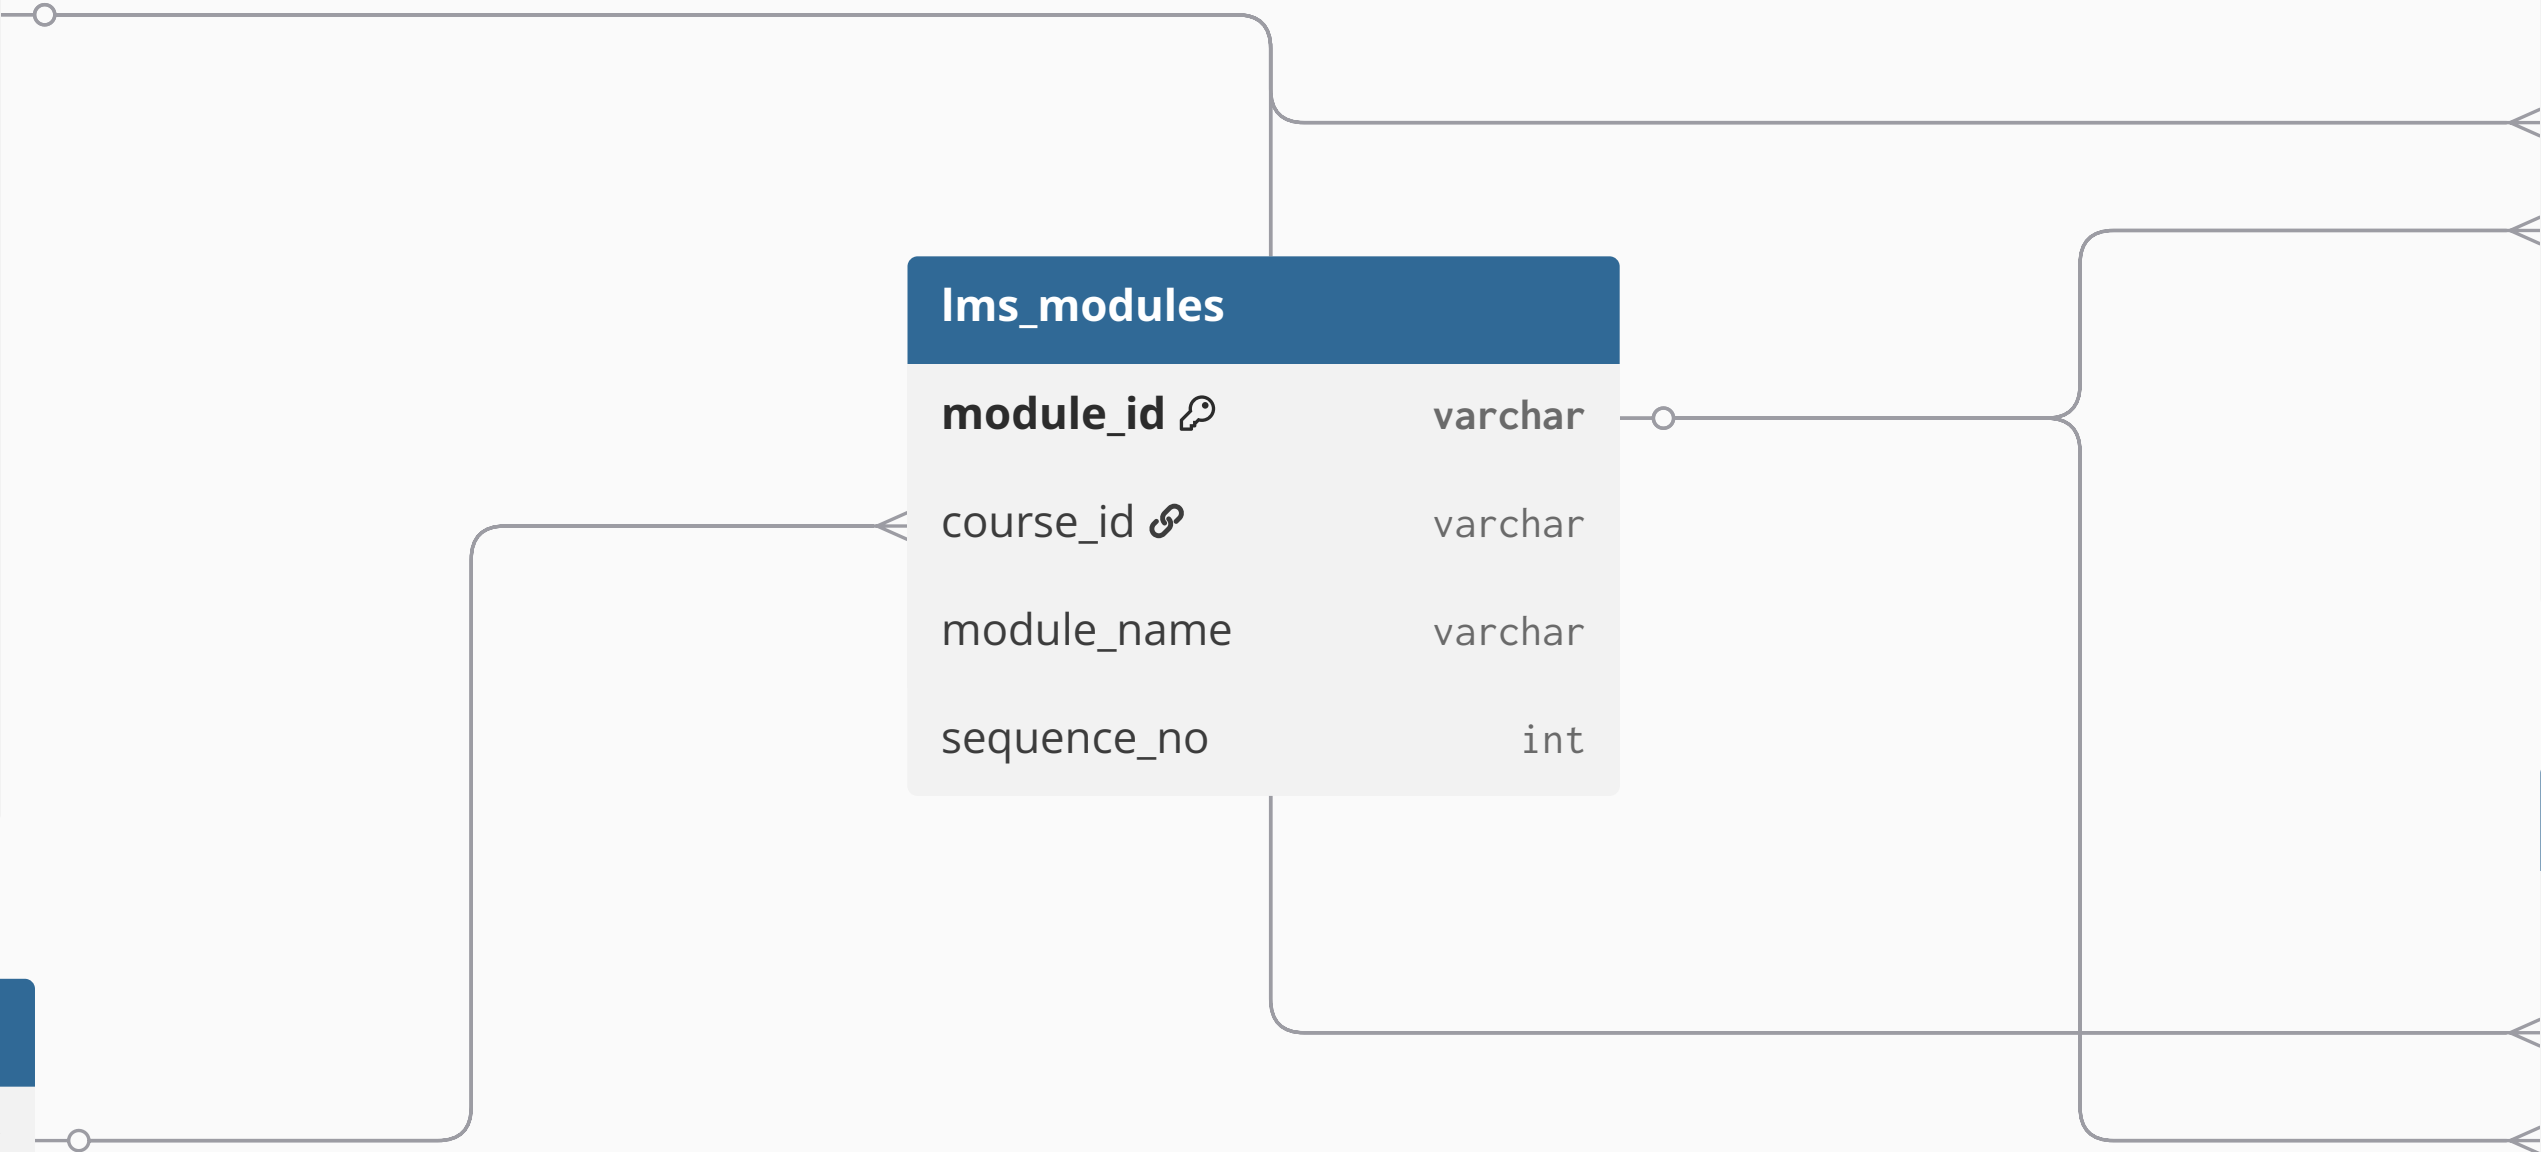 lms_modules
module_id varchar
course_id varchar
module_name varchar
sequence_no int